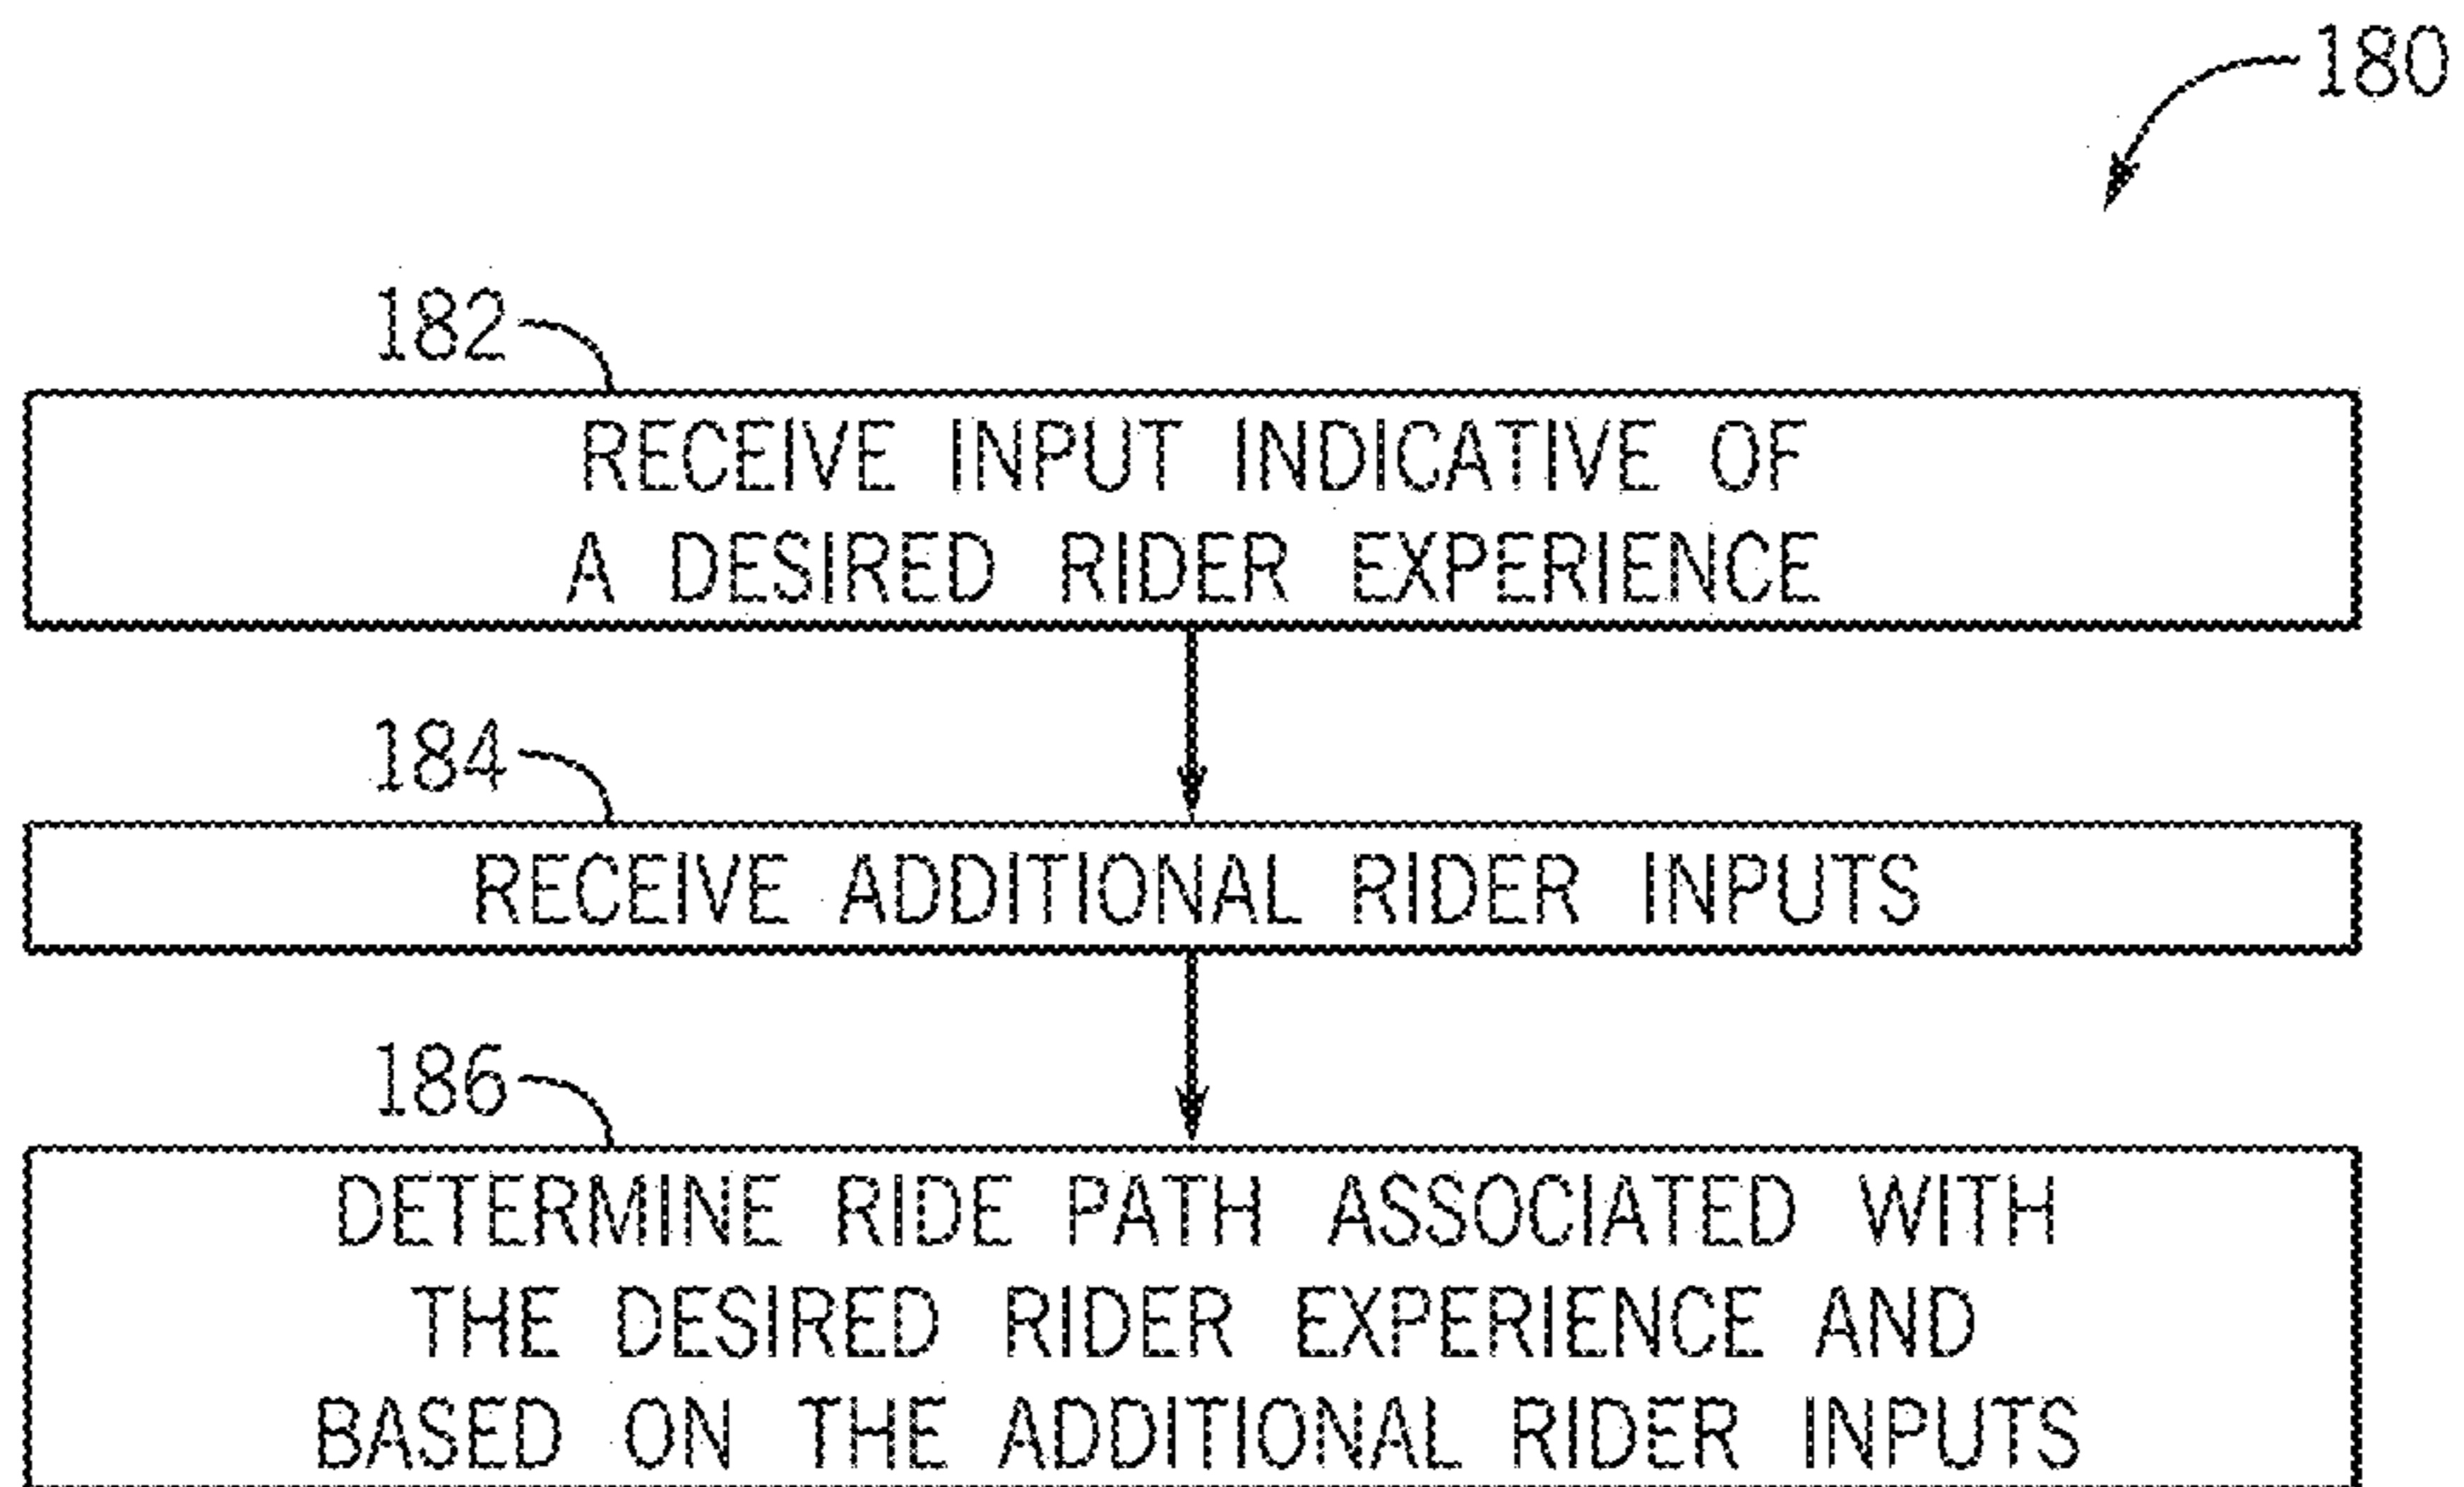 180
182
RECEIVE INPUT INDICATIVE OF
A DESIRED RIDER EXPERIENCE
184
RECEIVE ADDITIONAL RIDER INPUTS
186
DETERMINE RIDE PATH ASSOCIATED WITH
THE DESIRED RIDER EXPERIENCE AND
BASED ON THE ADDITIONAL RIDER INPUTS